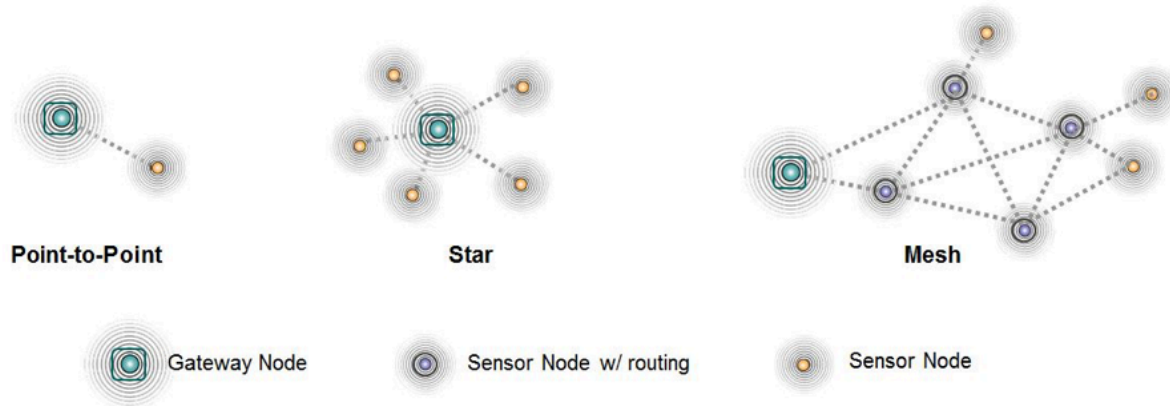 Point-to-Point
Star
Mesh
Gateway Node
Sensor Node w/ routing
Sensor Node